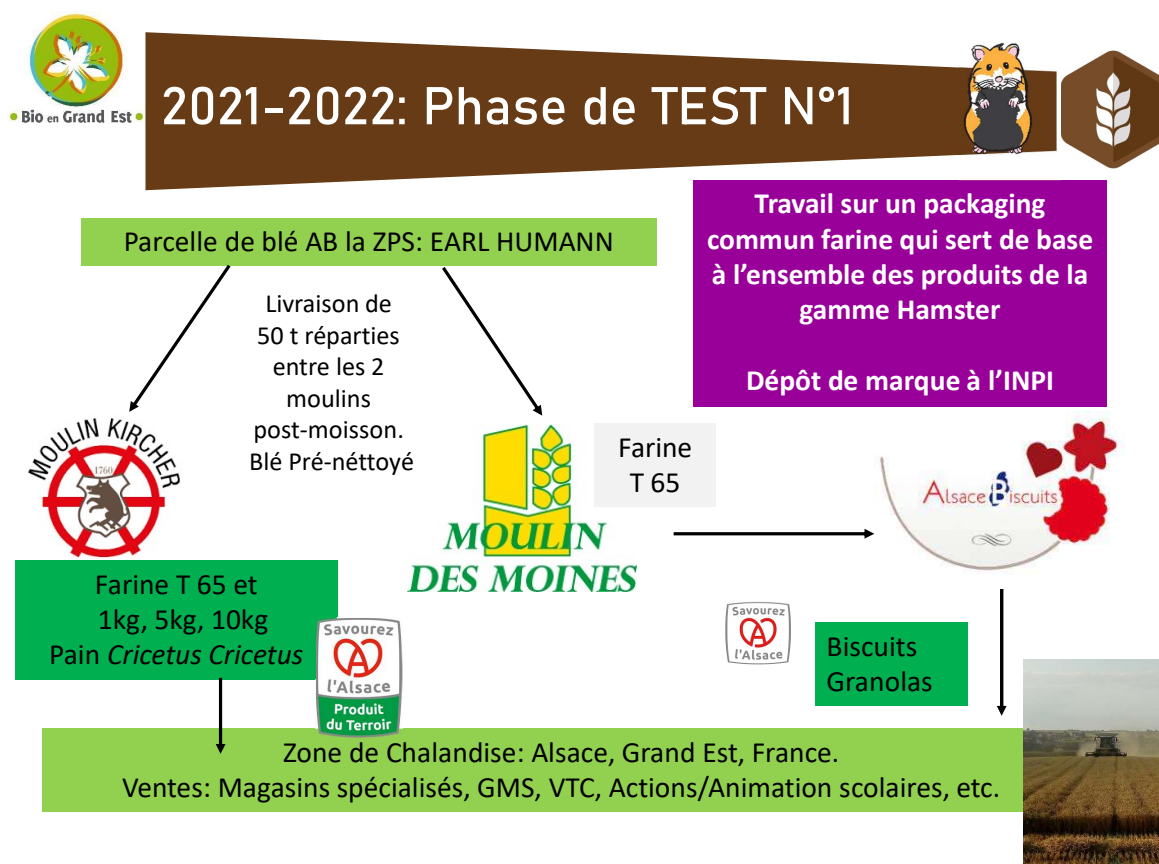 • Bio en Grand Est •
2021-2022: Phase de TEST N°1
Parcelle de blé AB la ZPS: EARL HUMANN
Travail sur un packaging
commun farine qui sert de base
à l’ensemble des produits de la
gamme Hamster
Dépôt de marque à l’INPI
Livraison de
50 t réparties
entre les 2
moulins
post-moisson.
Blé Pré-néttoyé
MOULIN KIRCHER
1760
MOULIN
DES MOINES
Farine
T 65
Alsace Biscuits
Farine T 65 et
1kg, 5kg, 10kg
Pain Cricetus Cricetus
Savourez
l'Alsace
Produit
du Terroir
Savourez
l'Alsace
Biscuits
Granolas
Zone de Chalandise: Alsace, Grand Est, France.
Ventes: Magasins spécialisés, GMS, VTC, Actions/Animation scolaires, etc.